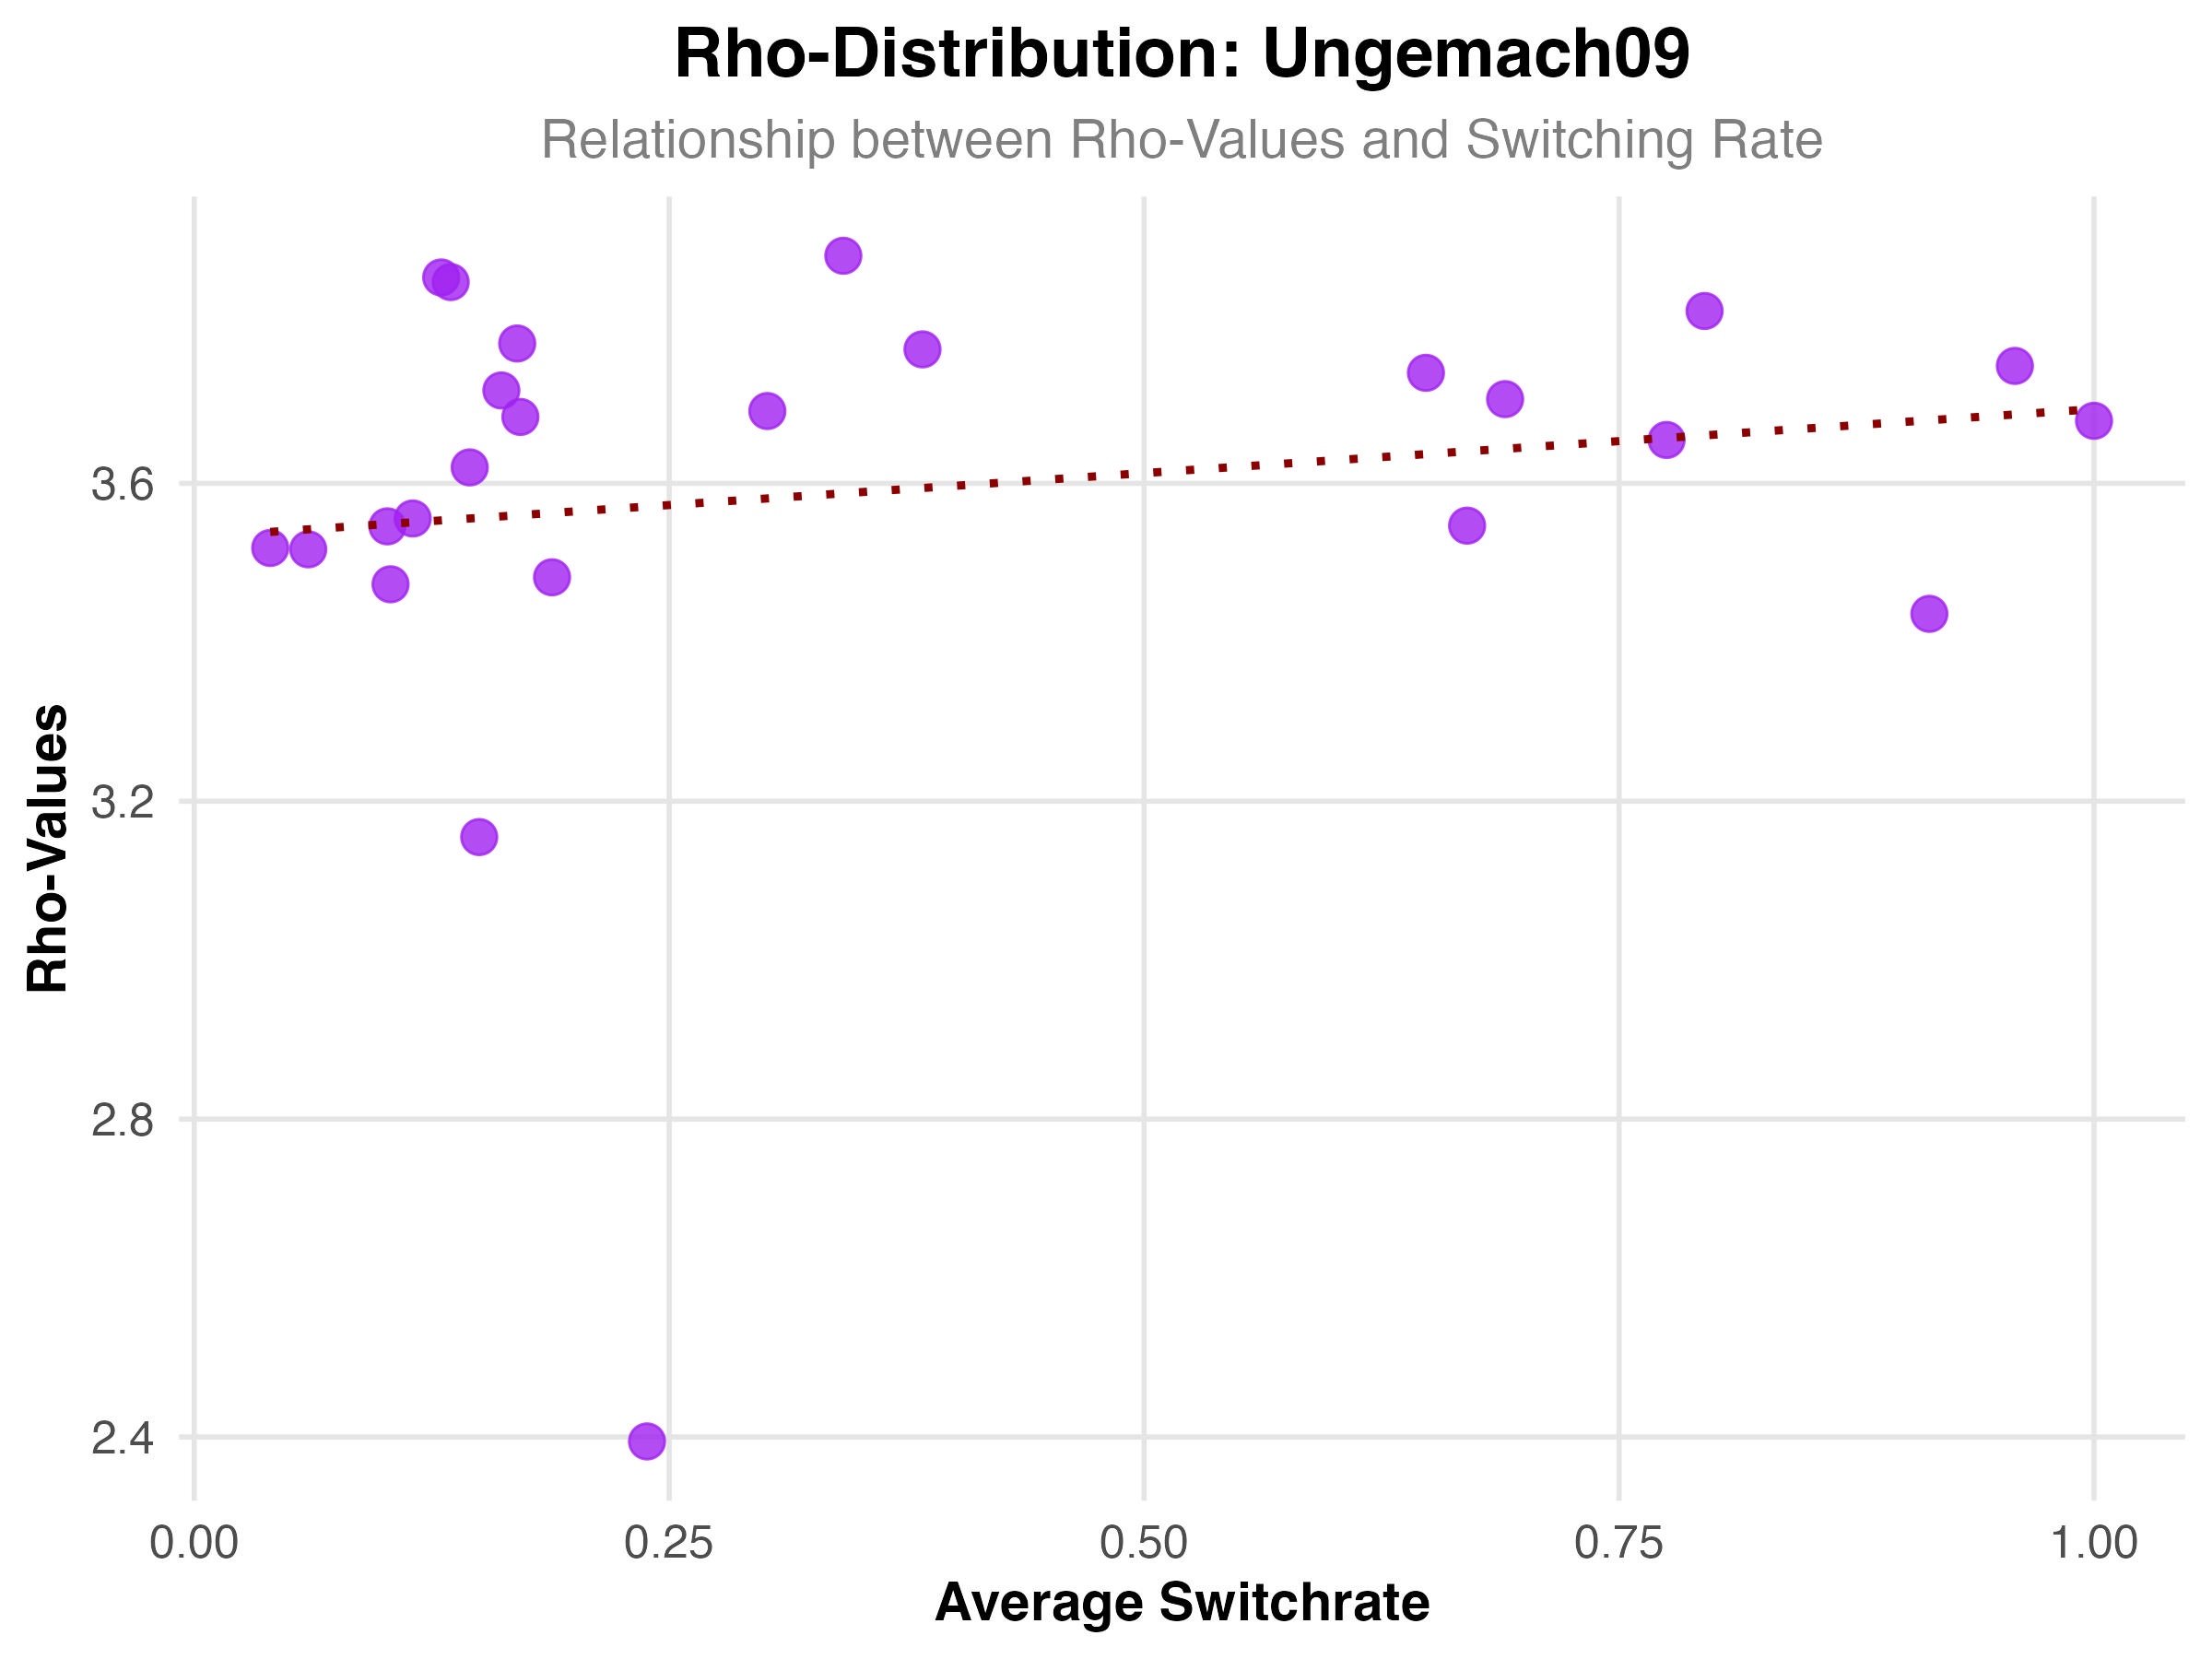 Rho-Distribution: Ungemach09
Relationship between Rho-Values and Switching Rate
Rho-Values
3.6
3.2
2.8
2.4
0.00 0.25 0.50 0.75 1.00
Average Switchrate